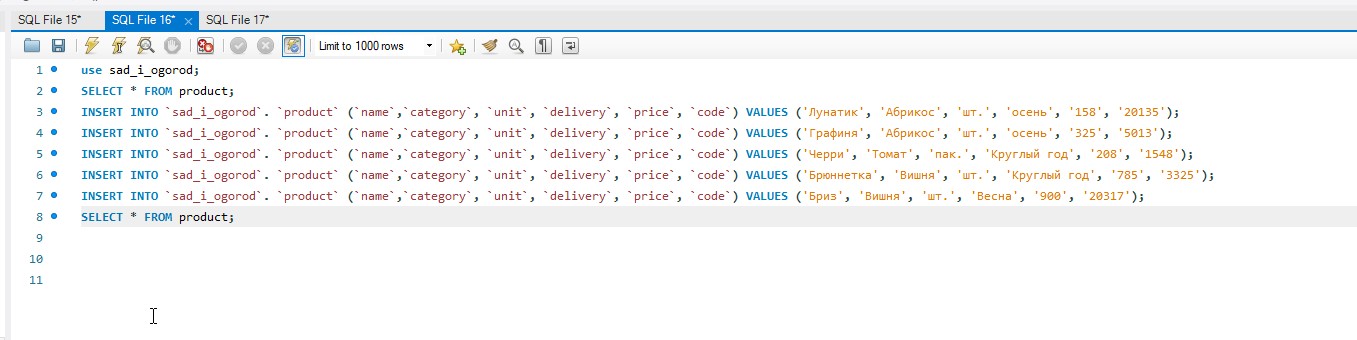 SQL File 15* SQL File 16* × SQL File 17*
Limit to 1000 rows
1 use sad_i_ogorod;
2 SELECT * FROM product;
3 INSERT INTO `sad_i_ogorod`. `product` (`name`,`category`, `unit`, `delivery`, `price`, `code`) VALUES ('Лунатик', 'Абрикос', 'шт.', 'осень', '158', '20135');
4 INSERT INTO `sad_i_ogorod`. `product` (`name`,`category`, `unit`, `delivery`, `price`, `code`) VALUES ('Графиня', 'Абрикос', 'шт.', 'осень', '325', '5013');
5 INSERT INTO `sad_i_ogorod`. `product` (`name`,`category`, `unit`, `delivery`, `price`, `code`) VALUES ('Черри', 'Томат', 'пак.', 'Круглый год', '208', '1548');
6 INSERT INTO `sad_i_ogorod`. `product` (`name`,`category`, `unit`, `delivery`, `price`, `code`) VALUES ('Брюннетка', 'Вишня', 'шт.', 'Круглый год', '785', '3325');
7 INSERT INTO `sad_i_ogorod`. `product` (`name`,`category`, `unit`, `delivery`, `price`, `code`) VALUES ('Бриз', 'Вишня', 'шт.', 'Весна', '900', '20317');
8 SELECT * FROM product;
9
10
11